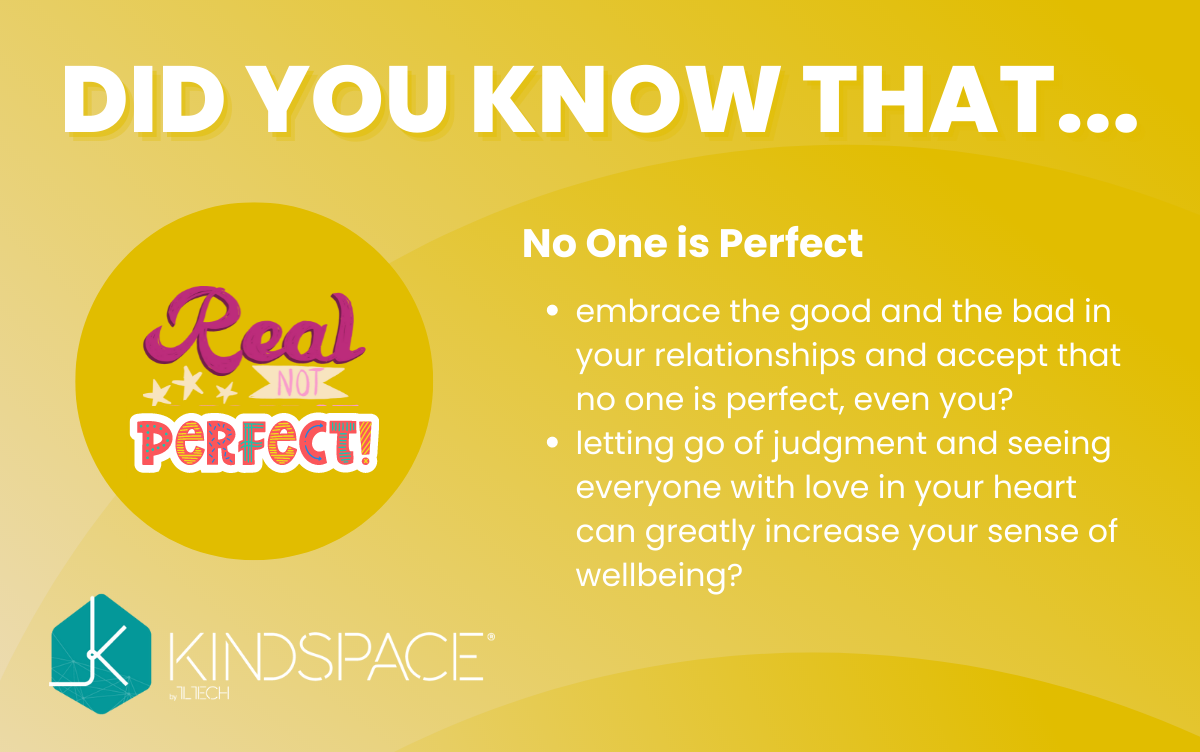 DID YOU KNOW THAT...
Real
NOT
PERFECT!
No One is Perfect
• embrace the good and the bad in
your relationships and accept that
no one is perfect, even you?
• letting go of judgment and seeing
everyone with love in your heart
can greatly increase your sense of
wellbeing?
KINDSPACE®
by 1L1TECH